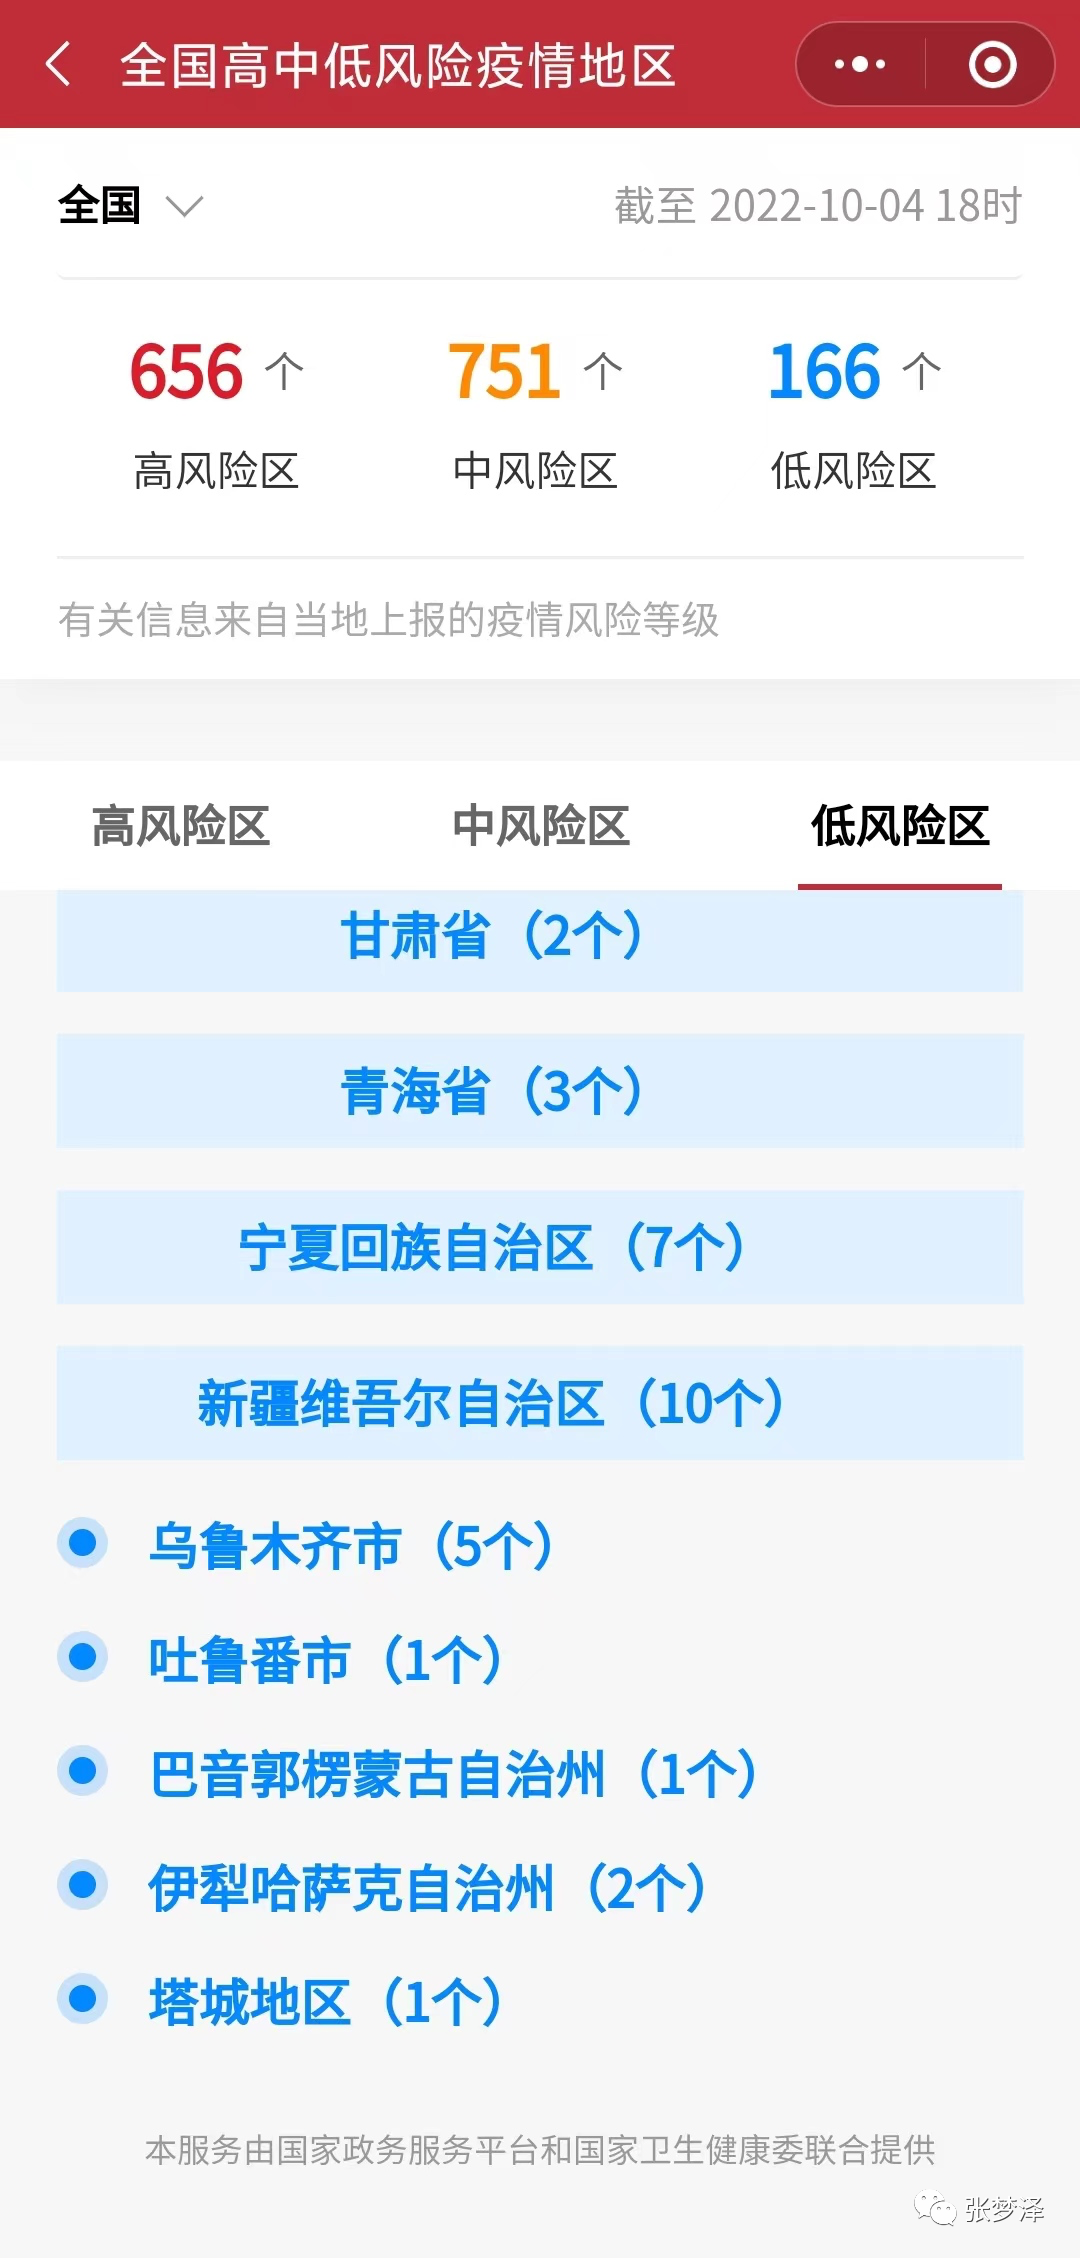 全国高中低风险疫情地区
全国
截至 2022-10-04 18时
656 个
751 个
166 个
高风险区
中风险区
低风险区
有关信息来自当地上报的疫情风险等级
高风险区
中风险区
低风险区
甘肃省（2个）
青海省（3个）
宁夏回族自治区（7个）
新疆维吾尔自治区（10个）
乌鲁木齐市（5个）
吐鲁番市（1个）
巴音郭楞蒙古自治州（1个）
伊犁哈萨克自治州（2个）
塔城地区（1个）
本服务由国家政务服务平台和国家卫生健康委联合提供
张梦泽